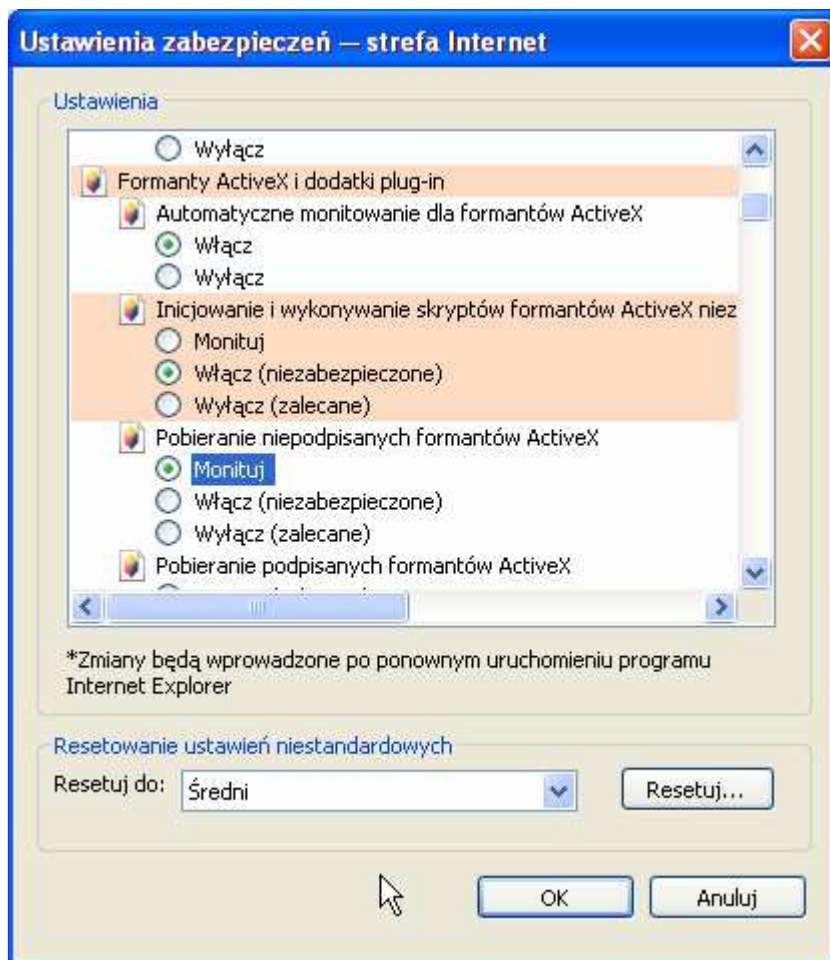 Ustawienia zabezpieczeń — strefa Internet
Ustawienia
Wyłącz
Formanty ActiveX i dodatki plug-in
Automatyczne monitowanie dla formantów ActiveX
Włącz
Wyłącz
Inicjowanie i wykonywanie skryptów formantów ActiveX niez
Monituj
Włącz (niezabezpieczone)
Wyłącz (zalecane)
Pobieranie niepodpisanych formantów ActiveX
Monituj
Włącz (niezabezpieczone)
Wyłącz (zalecane)
Pobieranie podpisanych formantów ActiveX
*Zmiany będą wprowadzone po ponownym uruchomieniu programu
Internet Explorer
Resetowanie ustawień niestandardowych
Resetuj do: Średni Resetuj...
OK Anuluj